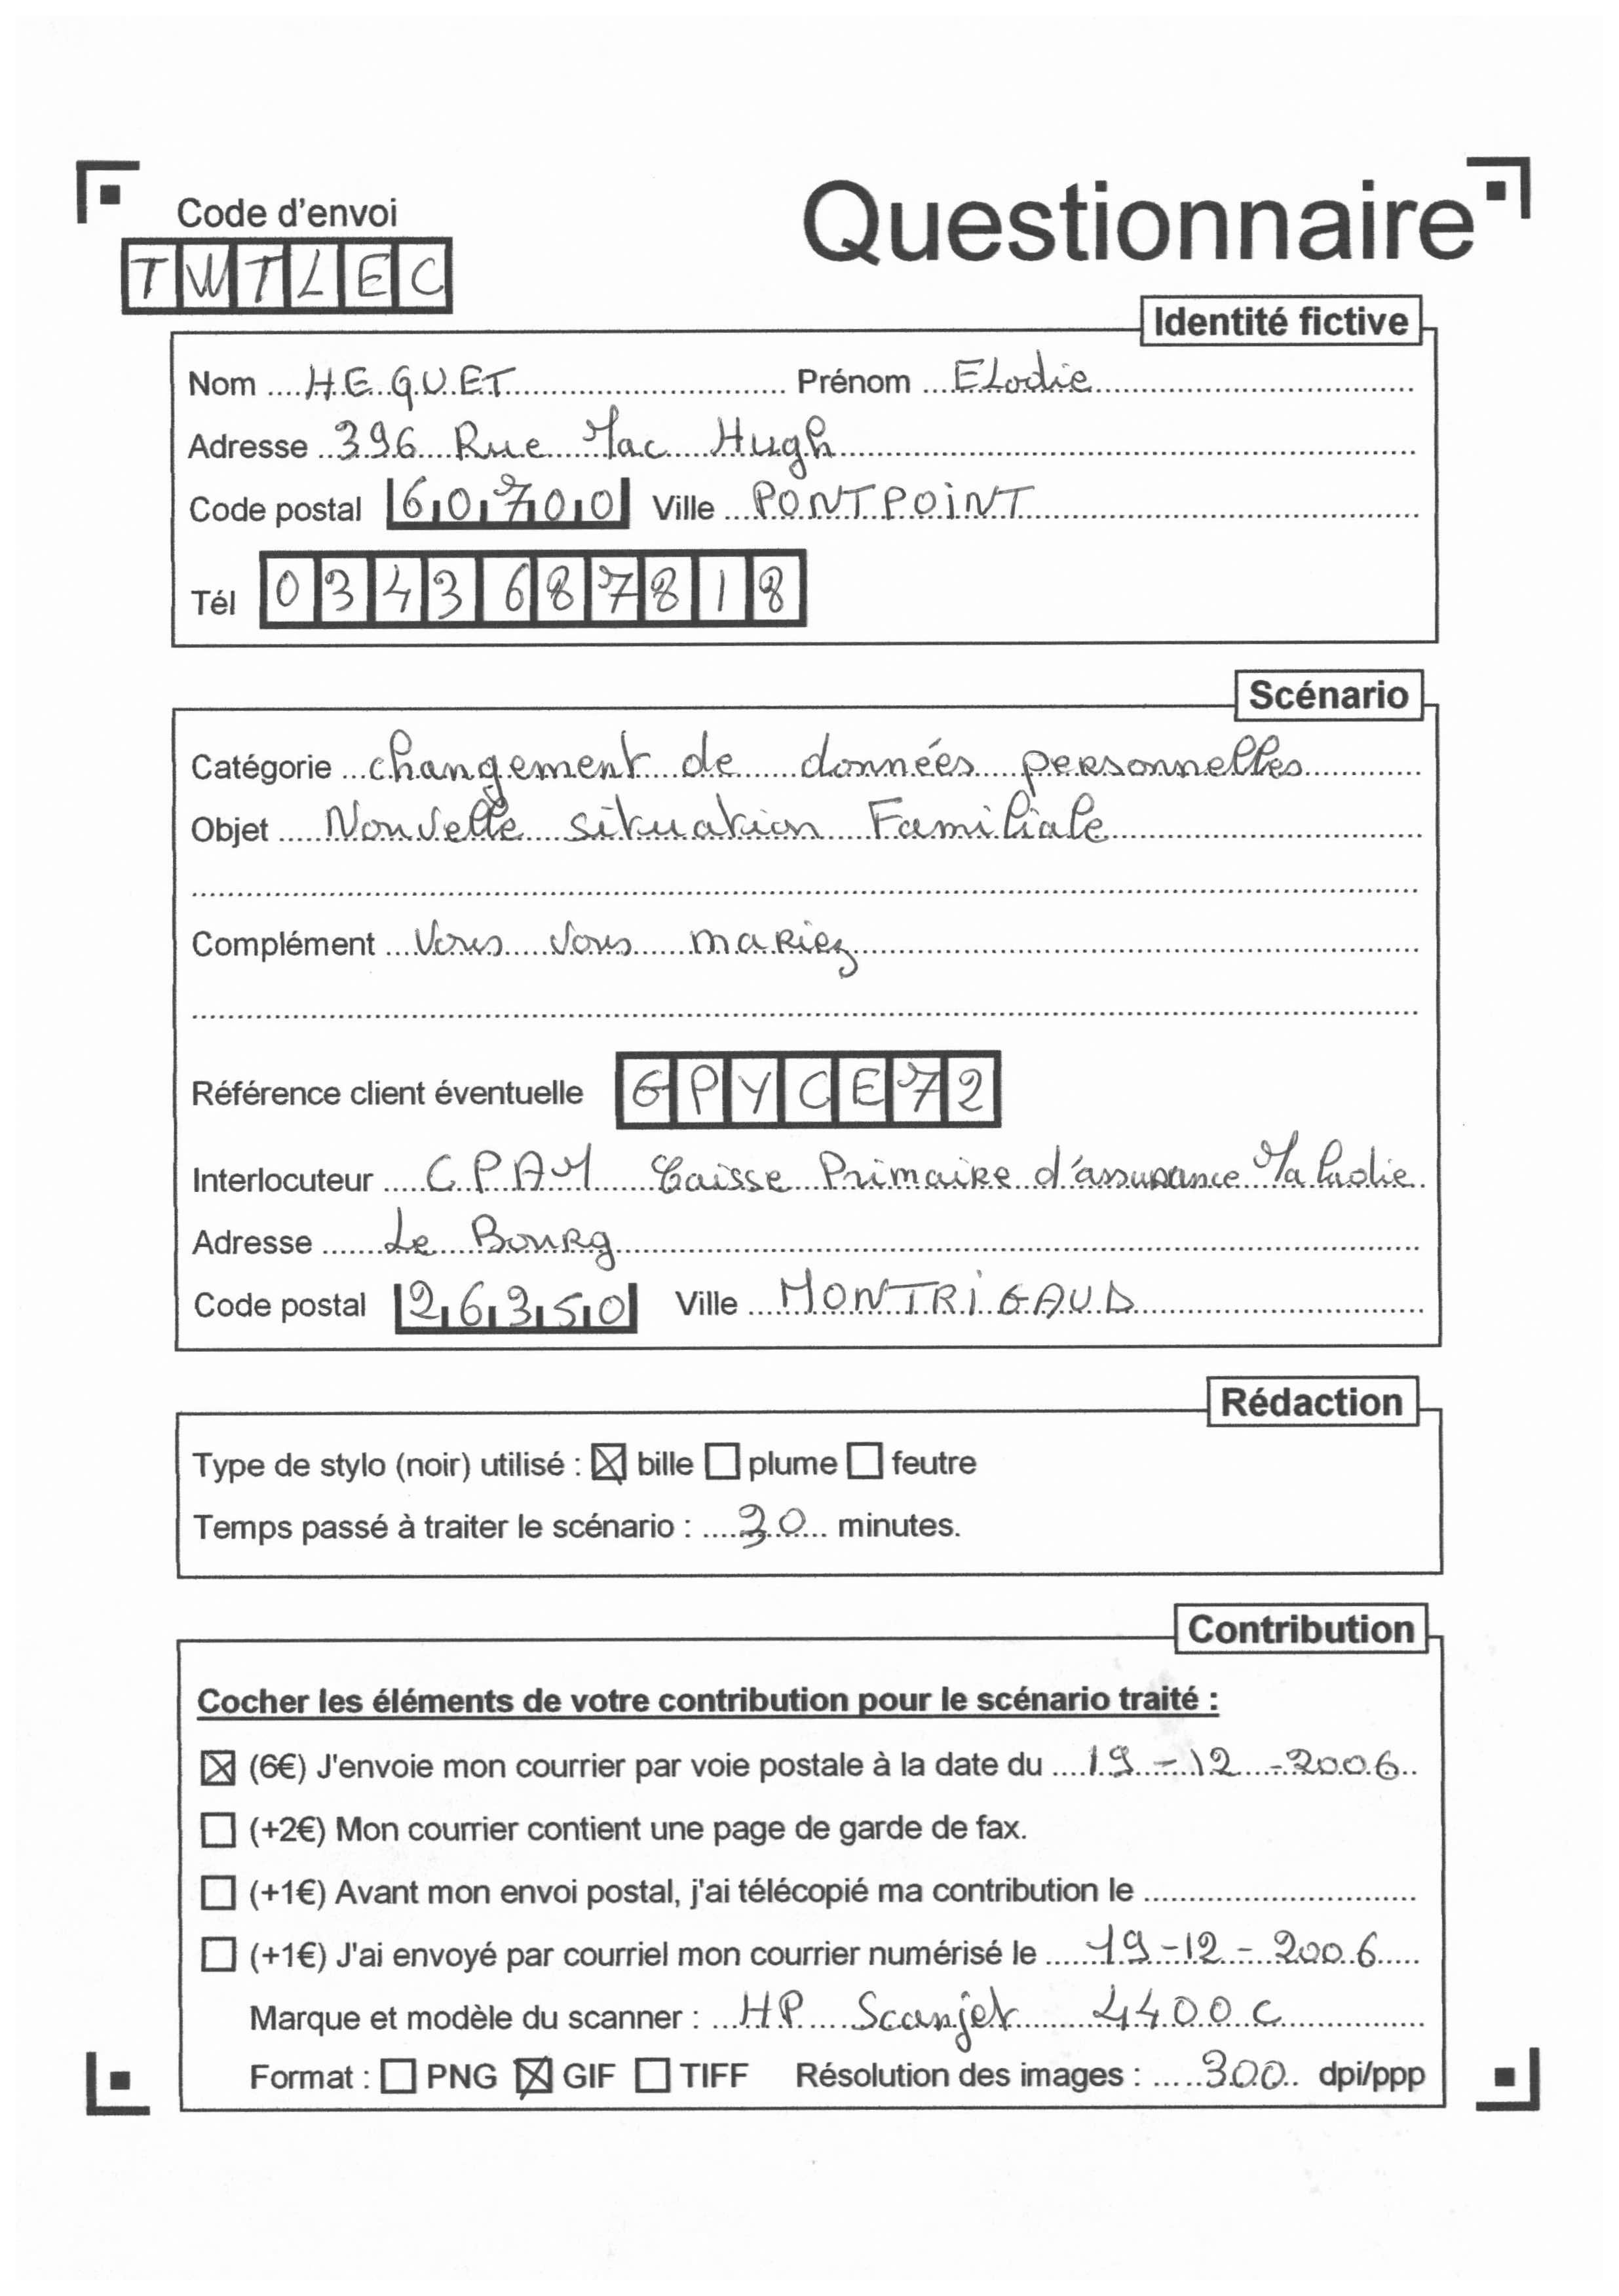 Code d'envoi
TWTLEC
Questionnaire
Identité fictive
Nom HEQUET Prénom ELodie
Adresse 396 Rue Mac Hugh
Code postal 60700 Ville PONTPOINT
Tél 0343687818
Scénario
Catégorie changement de données personnelles
Objet Nouvelle situation Familiale
Complément Vous vous mariez
Référence client éventuelle GPYCE72
Interlocuteur CPAM Caisse Primaire d'assurance Maladie
Adresse Le Bourg
Code postal 26350 Ville MONTRIGAUD
Rédaction
Type de stylo (noir) utilisé : ☒ bille ☐ plume ☐ feutre
Temps passé à traiter le scénario : 30 minutes.
Contribution
Cocher les éléments de votre contribution pour le scénario traité :
☒ (6€) J'envoie mon courrier par voie postale à la date du 19-12-2006
☐ (+2€) Mon courrier contient une page de garde de fax.
☐ (+1€) Avant mon envoi postal, j'ai télécopié ma contribution le
☐ (+1€) J'ai envoyé par courriel mon courrier numérisé le 19-12-2006
Marque et modèle du scanner : HP Scanjet 4400c
Format : ☐ PNG ☒ GIF ☐ TIFF Résolution des images : 300 dpi/ppp